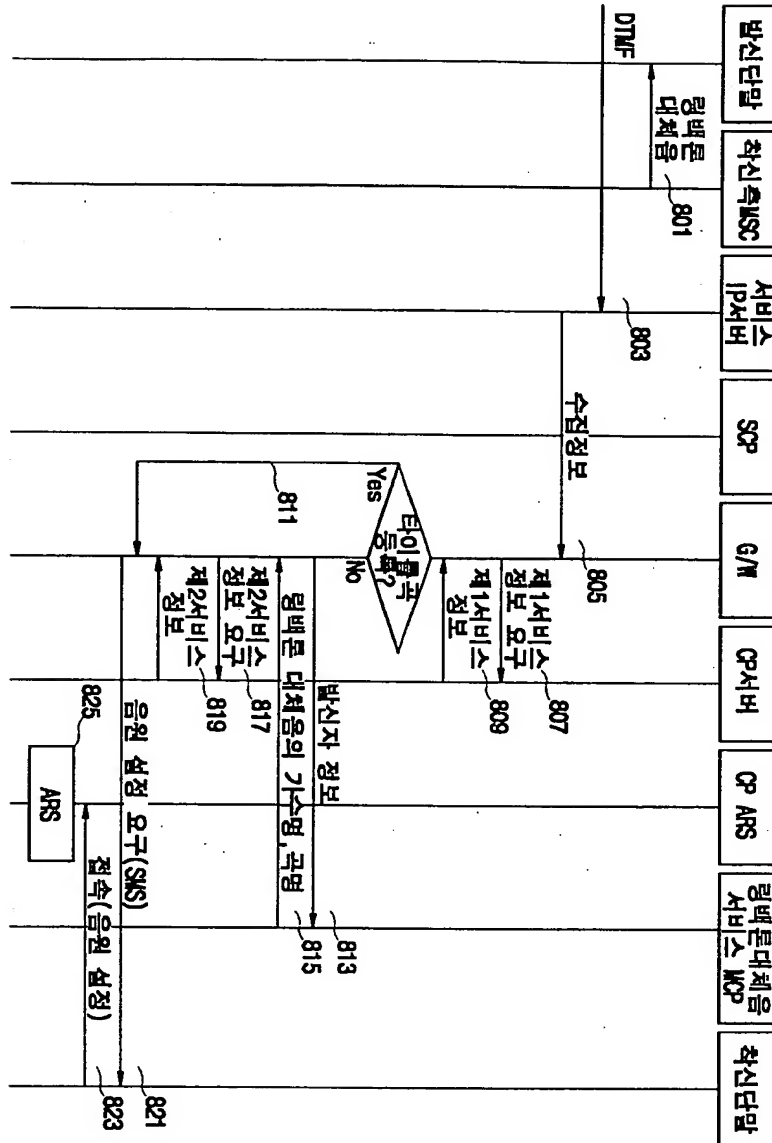 발신단말
착신측MSC
서비스
IP서버
SCP
G/W
CP서버
CP ARS
링백톤대체음
서비스 MCP
착신단말
링백톤
대체음
801
DTMF
803
수집정보
805
제1서비스
정보 요구
807
제1서비스
정보
809
타이틀곡
등록?
Yes
No
811
발신자 정보
813
링백톤 대체음의 가수명,곡명
815
제2서비스
정보 요구
817
제2서비스
정보
819
음원 설정 요구(SMS)
821
접속(음원 설정)
823
ARS
825